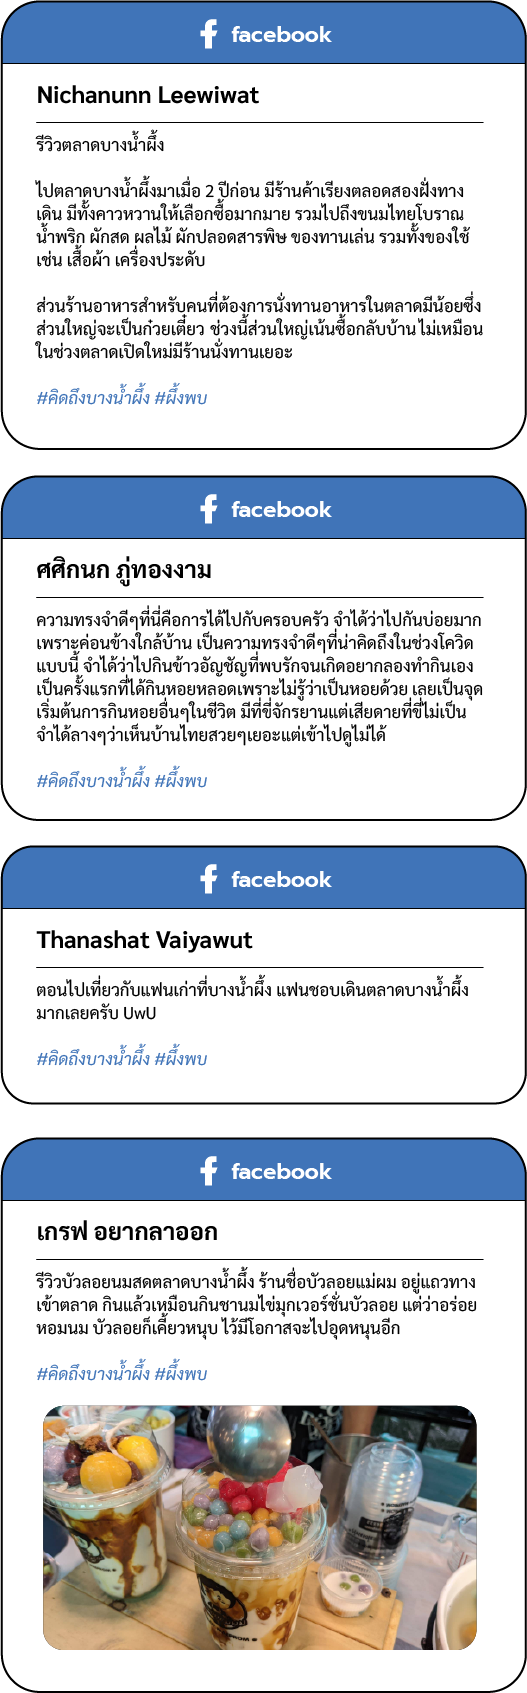 facebook
Nichanunn Leewiwat
รีวิวตลาดบางน้ำผึ้ง
ไปตลาดบางน้ำผึ้งมาเมื่อ 2 ปีก่อน มีร้านค้าเรียงตลอดสองฝั่งทาง
เดิน มีทั้งคาวหวานให้เลือกซื้อมากมาย รวมไปถึงขนมไทยโบราณ
น้ำพริก ผักสด ผลไม้ ผักปลอดสารพิษ ของทานเล่น รวมทั้งของใช้
เช่น เสื้อผ้า เครื่องประดับ
ส่วนร้านอาหารสำหรับคนที่ต้องการนั่งทานอาหารในตลาดมีน้อยซึ่ง
ส่วนใหญ่จะเป็นก๋วยเตี๋ยว ช่วงนี้ส่วนใหญ่เน้นซื้อกลับบ้าน ไม่เหมือน
ในช่วงตลาดเปิดใหม่มีร้านนั่งทานเยอะ
#คิดถึงบางน้ำผึ้ง #ผึ้งพบ
facebook
ศศิกนก ภู่ทองงาม
ความทรงจำดีๆที่นี่คือการได้ไปกับครอบครัว จำได้ว่าไปกันบ่อยมาก
เพราะค่อนข้างใกล้บ้าน เป็นความทรงจำดีๆที่น่าคิดถึงในช่วงโควิด
แบบนี้ จำได้ว่าไปกินข้าวอัญชัญที่พบรักจนเกิดอยากลองทำกินเอง
เป็นครั้งแรกที่ได้กินหอยหลอดเพราะไม่รู้ว่าเป็นหอยด้วย เลยเป็นจุด
เริ่มต้นการกินหอยอื่นๆในชีวิต มีที่ขี่จักรยานแต่เสียดายที่ขี่ไม่เป็น
จำได้ลางๆว่าเห็นบ้านไทยสวยๆเยอะแต่เข้าไปดูไม่ได้
#คิดถึงบางน้ำผึ้ง #ผึ้งพบ
facebook
Thanashat Vaiyawut
ตอนไปเที่ยวกับแฟนเก่าที่บางน้ำผึ้ง แฟนชอบเดินตลาดบางน้ำผึ้ง
มากเลยครับ UwU
#คิดถึงบางน้ำผึ้ง #ผึ้งพบ
facebook
เกรฟ อยากลาออก
รีวิวบัวลอยนมสดตลาดบางน้ำผึ้ง ร้านชื่อบัวลอยแม่ผม อยู่แถวทาง
เข้าตลาด กินแล้วเหมือนกินชานมไข่มุกเวอร์ชั่นบัวลอย แต่ว่าอร่อย
หอมนม บัวลอยก็เคี้ยวหนุบ ไว้มีโอกาสจะไปอุดหนุนอีก
#คิดถึงบางน้ำผึ้ง #ผึ้งพบ